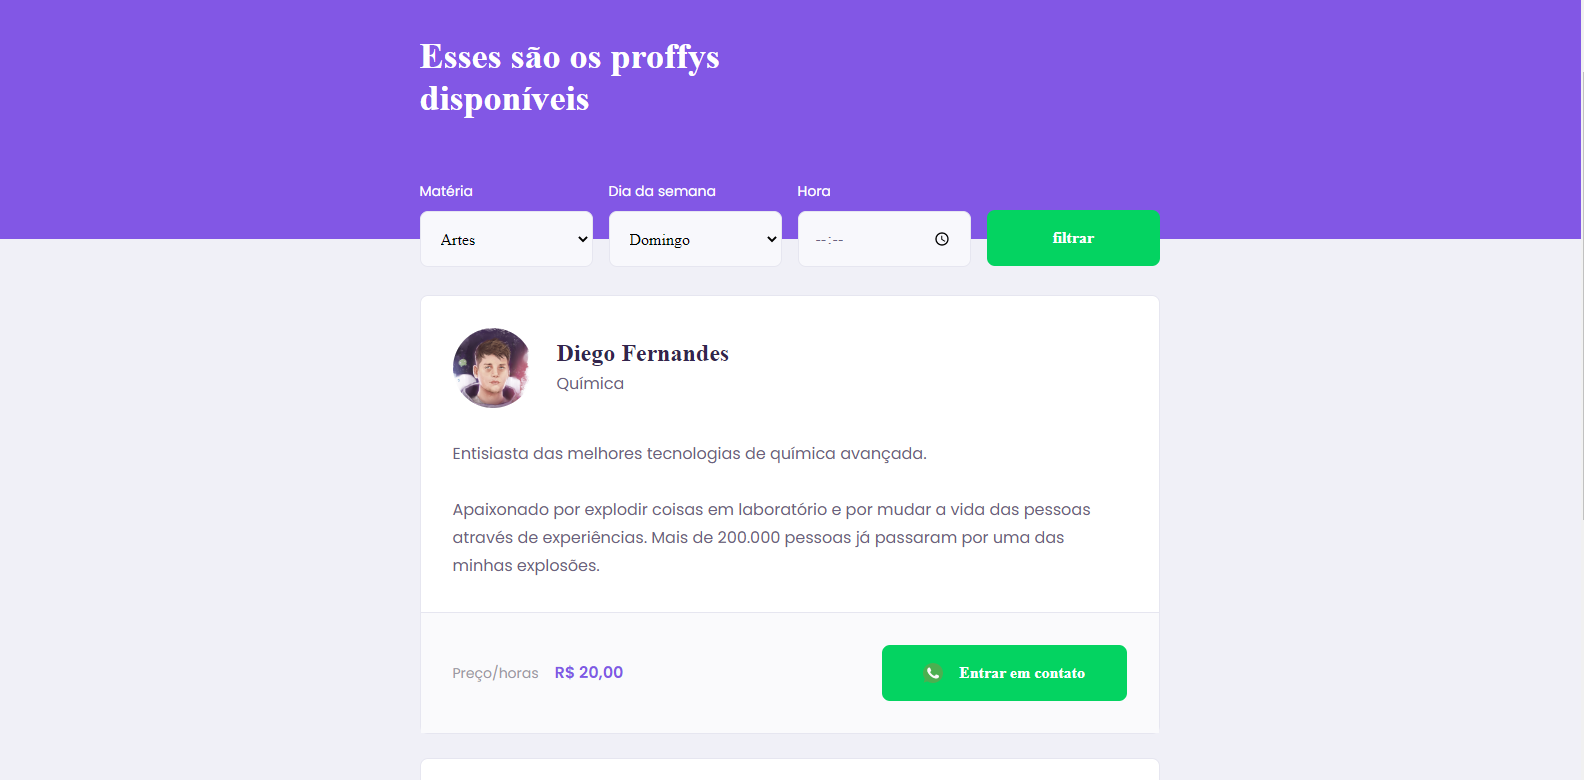 Esses são os proffys
disponíveis
Matéria
Dia da semana
Hora
Artes
Domingo
--:--
filtrar
Diego Fernandes
Química
Entisiasta das melhores tecnologias de química avançada.
Apaixonado por explodir coisas em laboratório e por mudar a vida das pessoas
através de experiências. Mais de 200.000 pessoas já passaram por uma das
minhas explosões.
Preço/horas
R$ 20,00
Entrar em contato